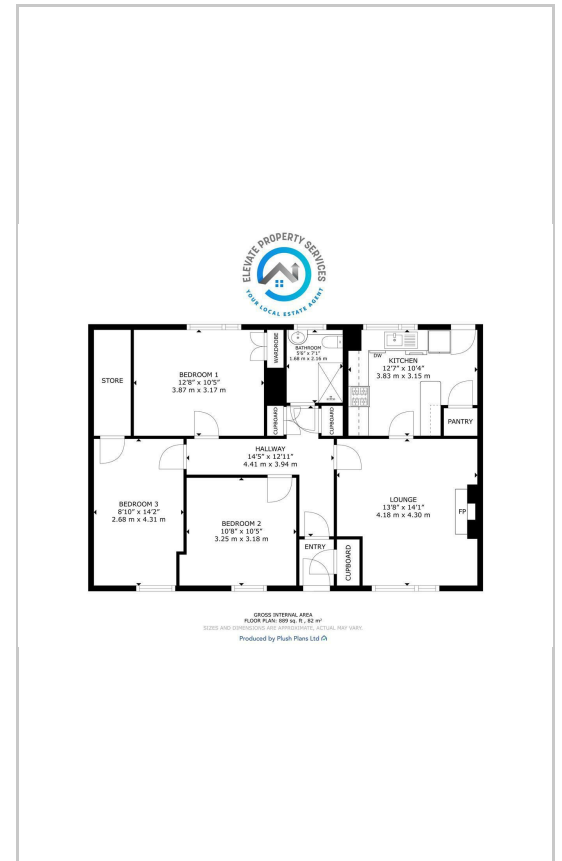 ELEVATE PROPERTY SERVICES
YOUR LOCAL ESTATE AGENT
STORE
BEDROOM 1
12'8" x 10'5"
3.87 m x 3.17 m
WARDROBE
BATHROOM
5'6" x 7'1"
1.68 m x 2.16 m
DW
KITCHEN
12'7" x 10'4"
3.83 m x 3.15 m
CUPBOARD
CUPBOARD
PANTRY
HALLWAY
14'5" x 12'11"
4.41 m x 3.94 m
BEDROOM 3
8'10" x 14'2"
2.68 m x 4.31 m
BEDROOM 2
10'8" x 10'5"
3.25 m x 3.18 m
LOUNGE
13'8" x 14'1"
4.18 m x 4.30 m
FP
ENTRY
CUPBOARD
GROSS INTERNAL AREA
FLOOR PLAN: 889 sq. ft , 82 m²
SIZES AND DIMENSIONS ARE APPROXIMATE, ACTUAL MAY VARY.
Produced by Plush Plans Ltd